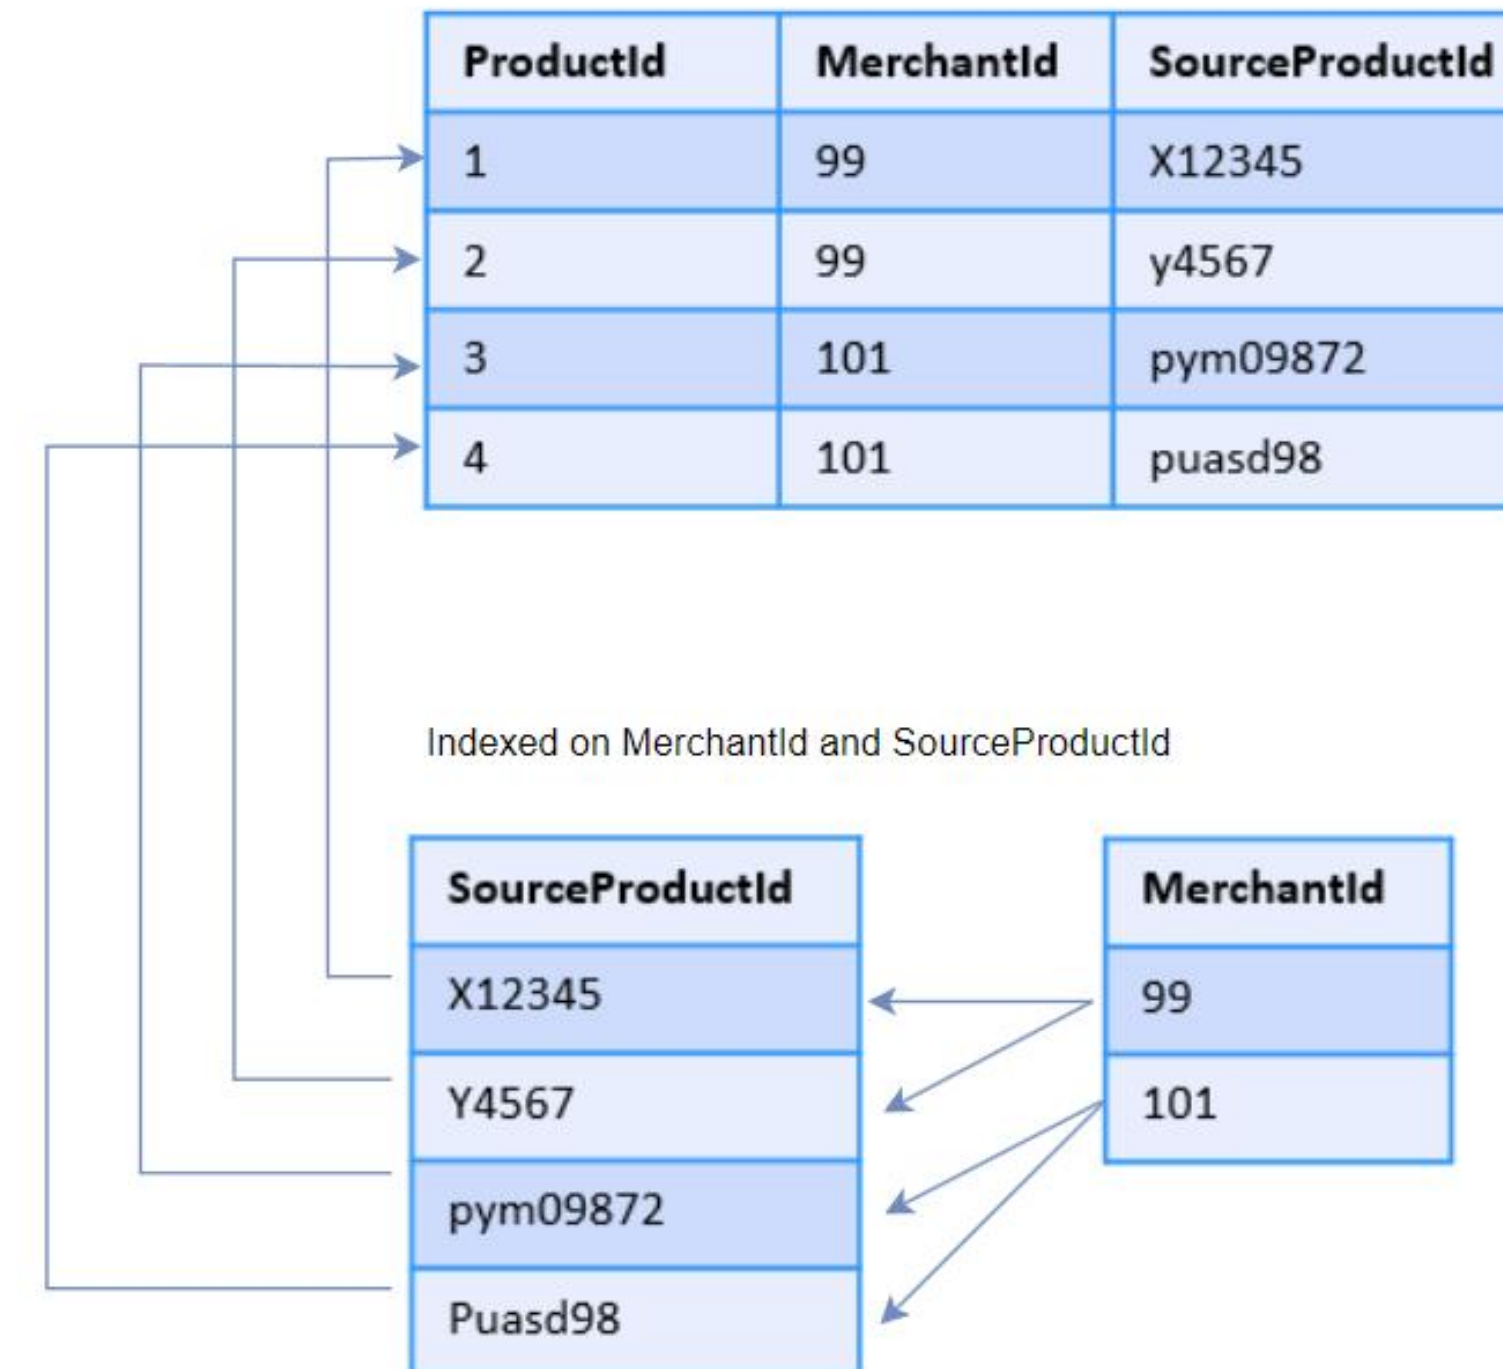 ProductId MerchantId SourceProductId
1 99 X12345
2 99 y4567
3 101 pym09872
4 101 puasd98
Indexed on MerchantId and SourceProductId
SourceProductId MerchantId
X12345 99
Y4567 101
pym09872
Puasd98